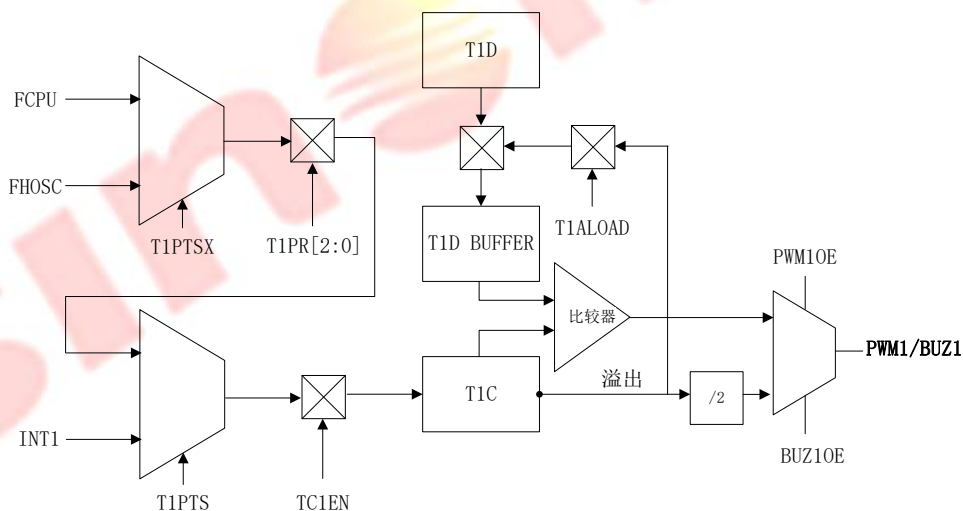 T1D
FCPU
FHOSC
T1PTSX
T1PR[2:0]
T1ALOAD
T1D BUFFER
PWM1OE
比较器
PWM1/BUZ1
T1C
溢出
/2
INT1
BUZ1OE
T1PTS
TC1EN